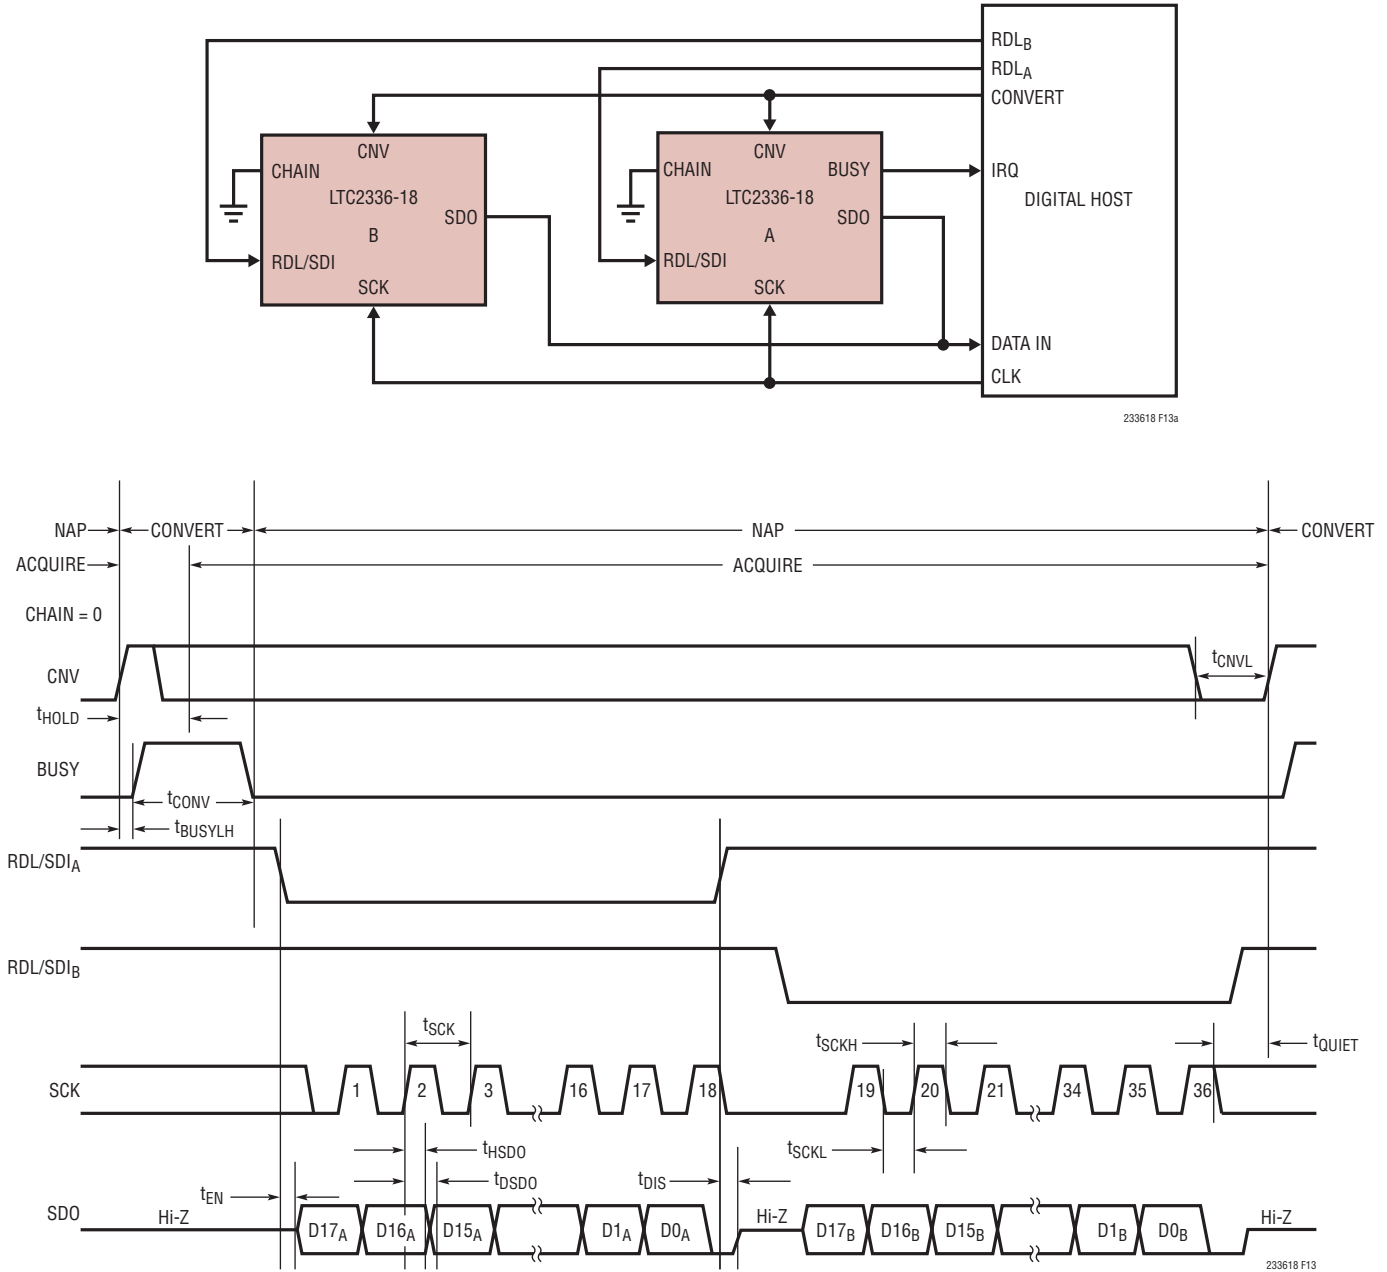 RDLB
RDLA
CONVERT
CNV
CHAIN
LTC2336-18
SDO
B
RDL/SDI
SCK
CNV
CHAIN
BUSY
LTC2336-18
SDO
A
RDL/SDI
SCK
IRQ
DIGITAL HOST
DATA IN
CLK
233618 F13a
NAP
CONVERT
NAP
CONVERT
ACQUIRE
ACQUIRE
CHAIN = 0
CNV
tCNVL
tHOLD
BUSY
tCONV
tBUSYLH
RDL/SDIA
RDL/SDIB
tSCK
tSCKH
tQUIET
SCK
1
2
3
16
17
18
19
20
21
34
35
36
tHSDO
tSCKL
tEN
tDSDO
tDIS
SDO
Hi-Z
D17A
D16A
D15A
D1A
D0A
Hi-Z
D17B
D16B
D15B
D1B
D0B
Hi-Z
233618 F13